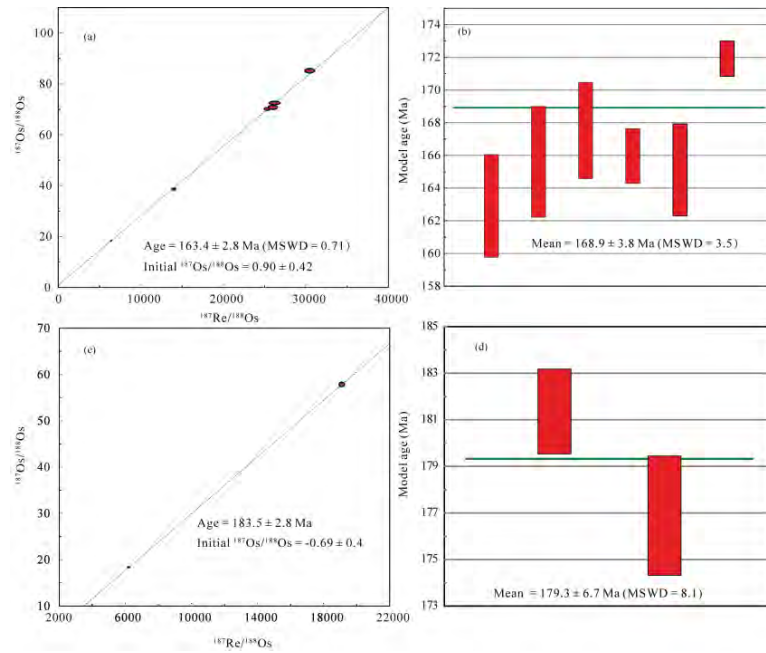 (a)
110
100
80
60
40
20
0
0
10000
20000
30000
40000
¹⁸⁷Os/¹⁸⁸Os
¹⁸⁷Re/¹⁸⁸Os
Age = 163.4 ± 2.8 Ma (MSWD = 0.71)
Initial ¹⁸⁷Os/¹⁸⁸Os = 0.90 ± 0.42
(b)
174
172
170
168
166
164
162
160
158
Model age (Ma)
Mean = 168.9 ± 3.8 Ma (MSWD = 3.5)
(c)
70
60
50
40
30
20
10
2000
6000
10000
14000
18000
22000
¹⁸⁷Os/¹⁸⁸Os
¹⁸⁷Re/¹⁸⁸Os
Age = 183.5 ± 2.8 Ma
Initial ¹⁸⁷Os/¹⁸⁸Os = -0.69 ± 0.4
(d)
185
183
181
179
177
175
173
Model age (Ma)
Mean = 179.3 ± 6.7 Ma (MSWD = 8.1)